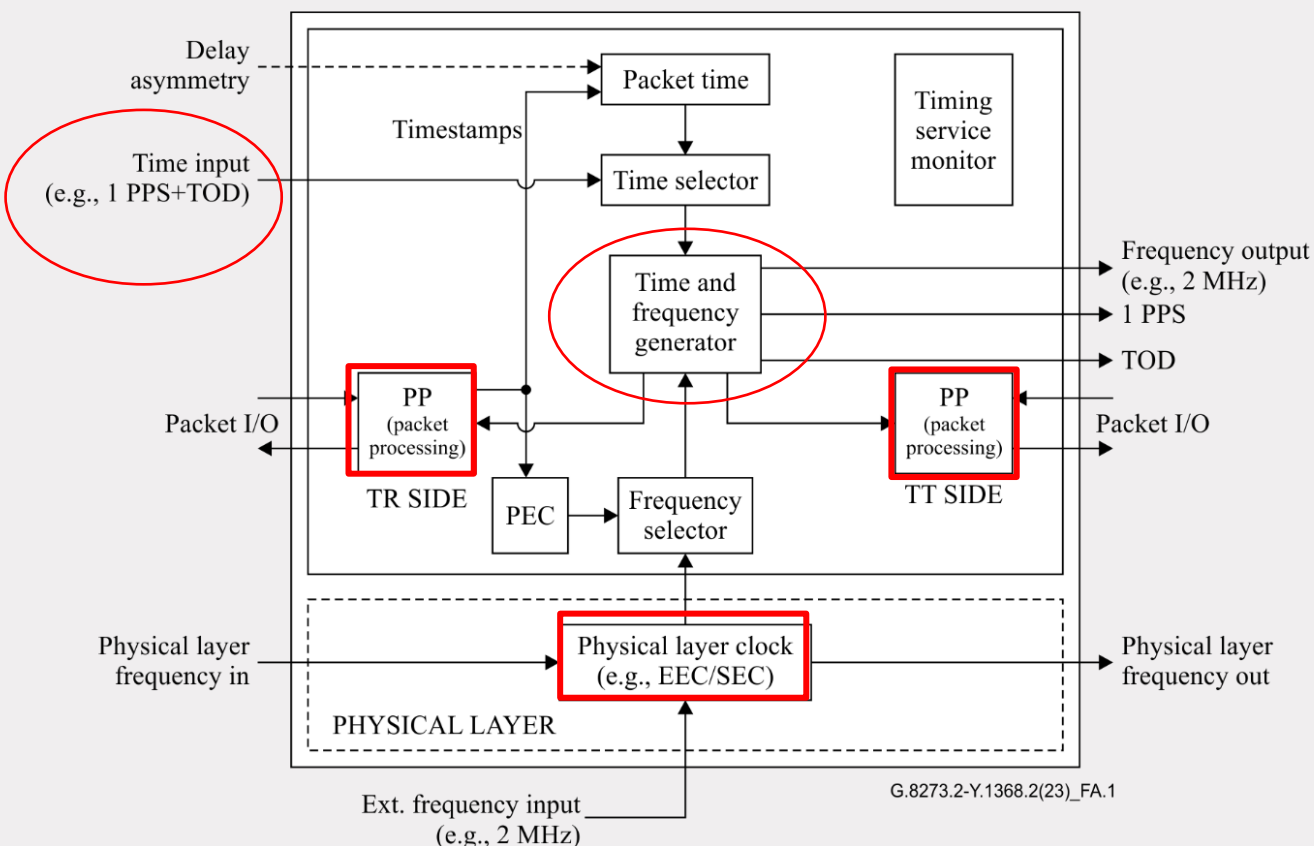 Delay
asymmetry
Packet time
Timing
service
monitor
Timestamps
Time input
(e.g., 1 PPS+TOD)
Time selector
Time and
frequency
generator
Frequency output
(e.g., 2 MHz)
1 PPS
TOD
PP
(packet
processing)
Packet I/O
TR SIDE
PP
(packet
processing)
Packet I/O
TT SIDE
PEC
Frequency
selector
Physical layer
frequency in
Physical layer clock
(e.g., EEC/SEC)
Physical layer
frequency out
PHYSICAL LAYER
G.8273.2-Y.1368.2(23)_FA.1
Ext. frequency input
(e.g., 2 MHz)